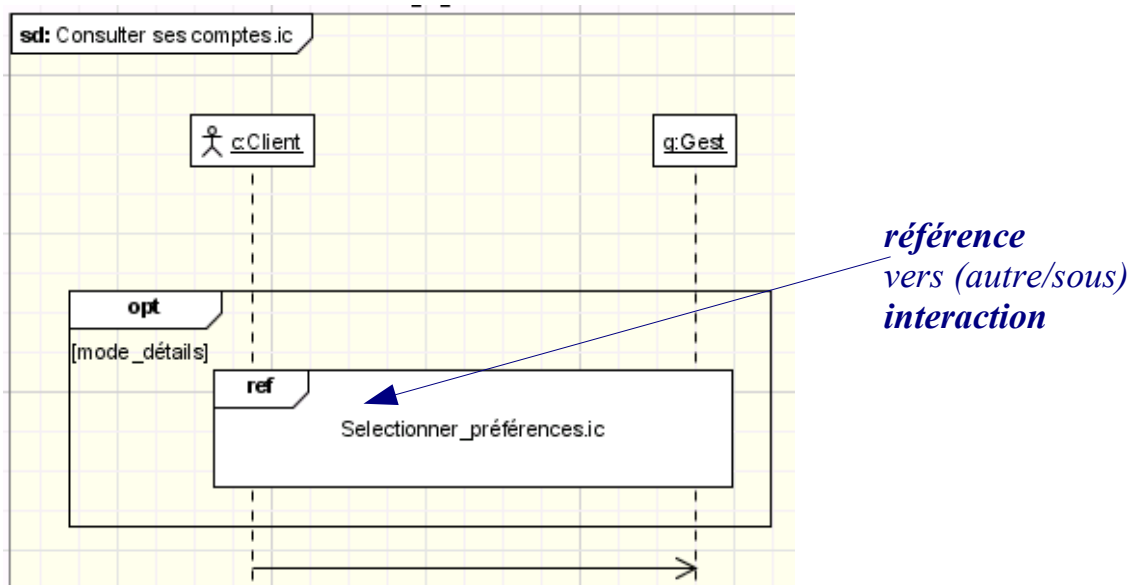 sd: Consulter ses comptes.ic
c:Client
g:Gest
référence
vers (autre/sous)
interaction
opt
[mode_détails]
ref
Selectionner_préférences.ic